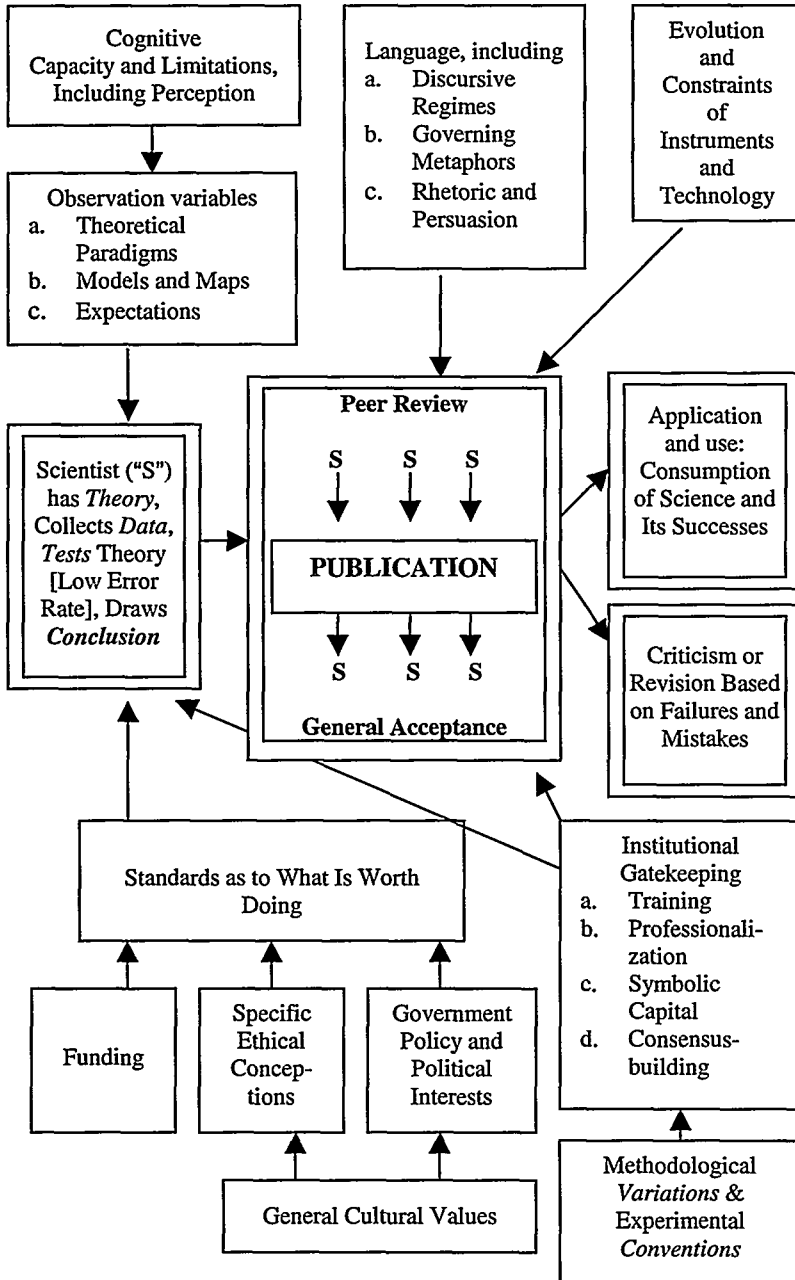 Cognitive
Capacity and Limitations,
Including Perception
Language, including
a. Discursive
Regimes
b. Governing
Metaphors
c. Rhetoric and
Persuasion
Evolution
and
Constraints
of
Instruments
and
Technology
Observation variables
a. Theoretical
Paradigms
b. Models and Maps
c. Expectations
Scientist ("S")
has Theory,
Collects Data,
Tests Theory
[Low Error
Rate], Draws
Conclusion
Peer Review
S S S
PUBLICATION
S S S
General Acceptance
Application
and use:
Consumption
of Science and
Its Successes
Criticism or
Revision Based
on Failures and
Mistakes
Standards as to What Is Worth
Doing
Institutional
Gatekeeping
a. Training
b. Professionali-
zation
c. Symbolic
Capital
d. Consensus-
building
Funding
Specific
Ethical
Concep-
tions
Government
Policy and
Political
Interests
General Cultural Values
Methodological
Variations &
Experimental
Conventions